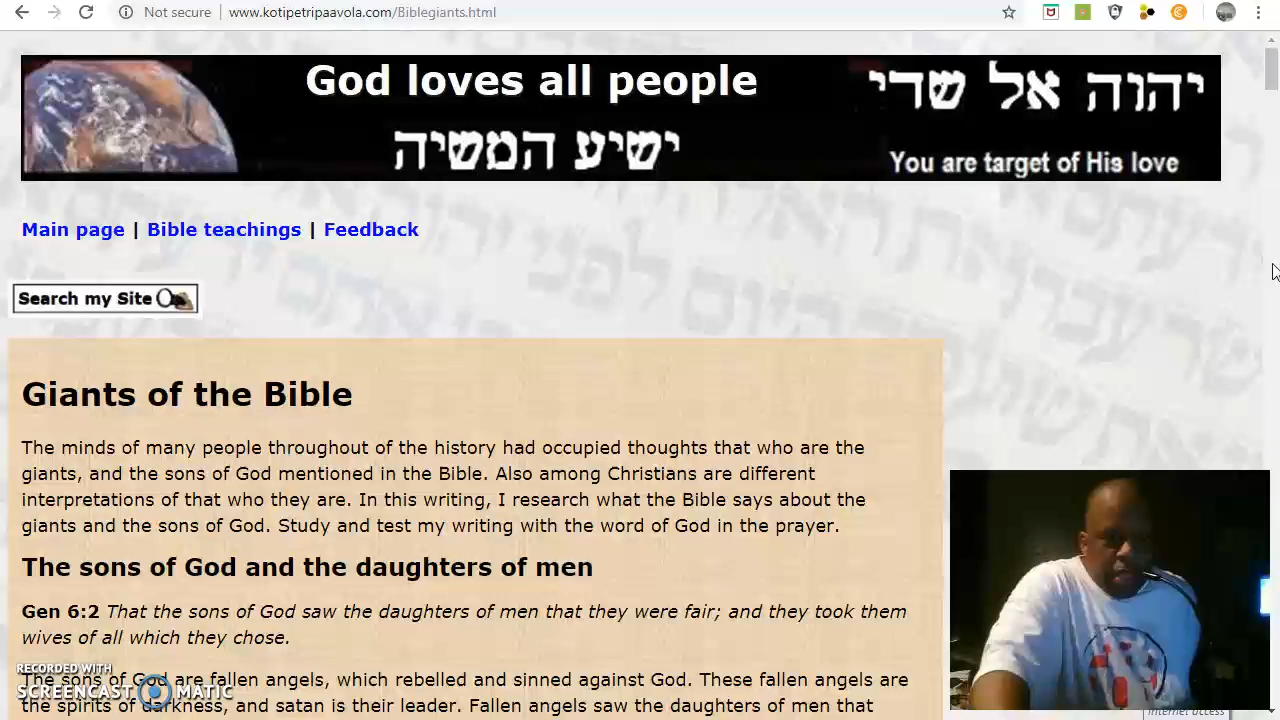 Not secure | www.kotipetripaavola.com/Biblegiants.html
God loves all people
יהוה אל שדי
ישיע המשיה
You are target of His love
Main page | Bible teachings | Feedback
Search my Site
Giants of the Bible
The minds of many people throughout of the history had occupied thoughts that who are the
giants, and the sons of God mentioned in the Bible. Also among Christians are different
interpretations of that who they are. In this writing, I research what the Bible says about the
giants and the sons of God. Study and test my writing with the word of God in the prayer.
The sons of God and the daughters of men
Gen 6:2 That the sons of God saw the daughters of men that they were fair; and they took them
wives of all which they chose.
The sons of God are fallen angels, which rebelled and sinned against God. These fallen angels are
the spirits of darkness, and satan is their leader. Fallen angels saw the daughters of men that
RECORDED WITH
SCREENCAST MATIC
Internet access